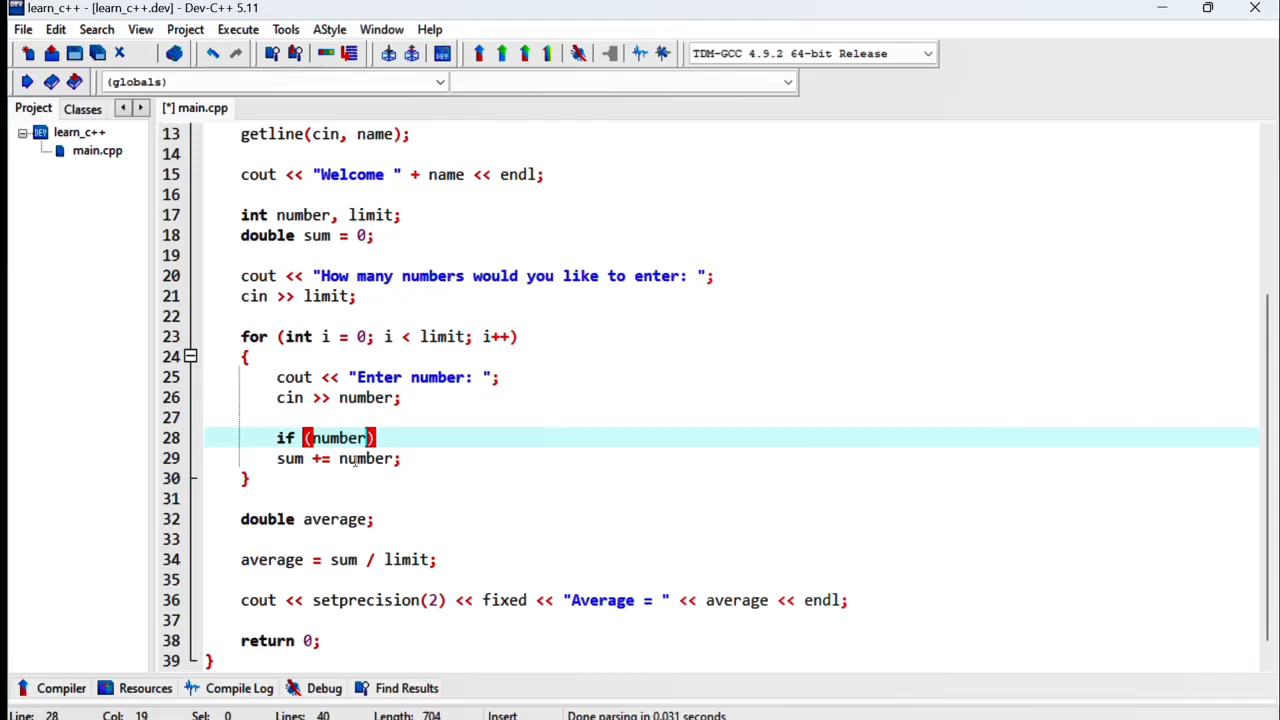 learn_c++ - [learn_c++.dev] - Dev-C++ 5.11
File Edit Search View Project Execute Tools AStyle Window Help
TDM-GCC 4.9.2 64-bit Release
(globals)
Project Classes [*] main.cpp
learn_c++
main.cpp
13 getline(cin, name);
14
15 cout << "Welcome " + name << endl;
16
17 int number, limit;
18 double sum = 0;
19
20 cout << "How many numbers would you like to enter: ";
21 cin >> limit;
22
23 for (int i = 0; i < limit; i++)
24 {
25 cout << "Enter number: ";
26 cin >> number;
27
28 if (number)
29 sum += number;
30 }
31
32 double average;
33
34 average = sum / limit;
35
36 cout << setprecision(2) << fixed << "Average = " << average << endl;
37
38 return 0;
39 }
Compiler Resources Compile Log Debug Find Results
Line: 28 Col: 19 Sel: 0 Lines: 40 Length: 704 Insert Done parsing in 0.031 seconds